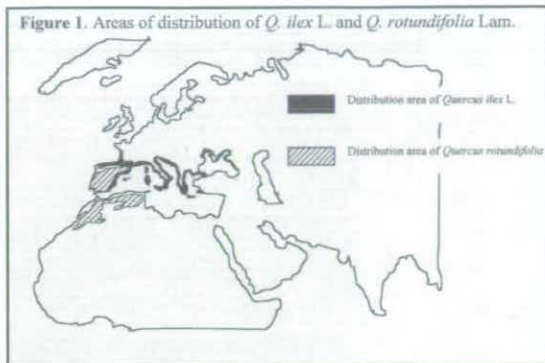 Figure 1. Areas of distribution of Q. ilex L. and Q. rotundifolia Lam.
Distribution area of Quercus ilex L.
Distribution area of Quercus rotundifolia